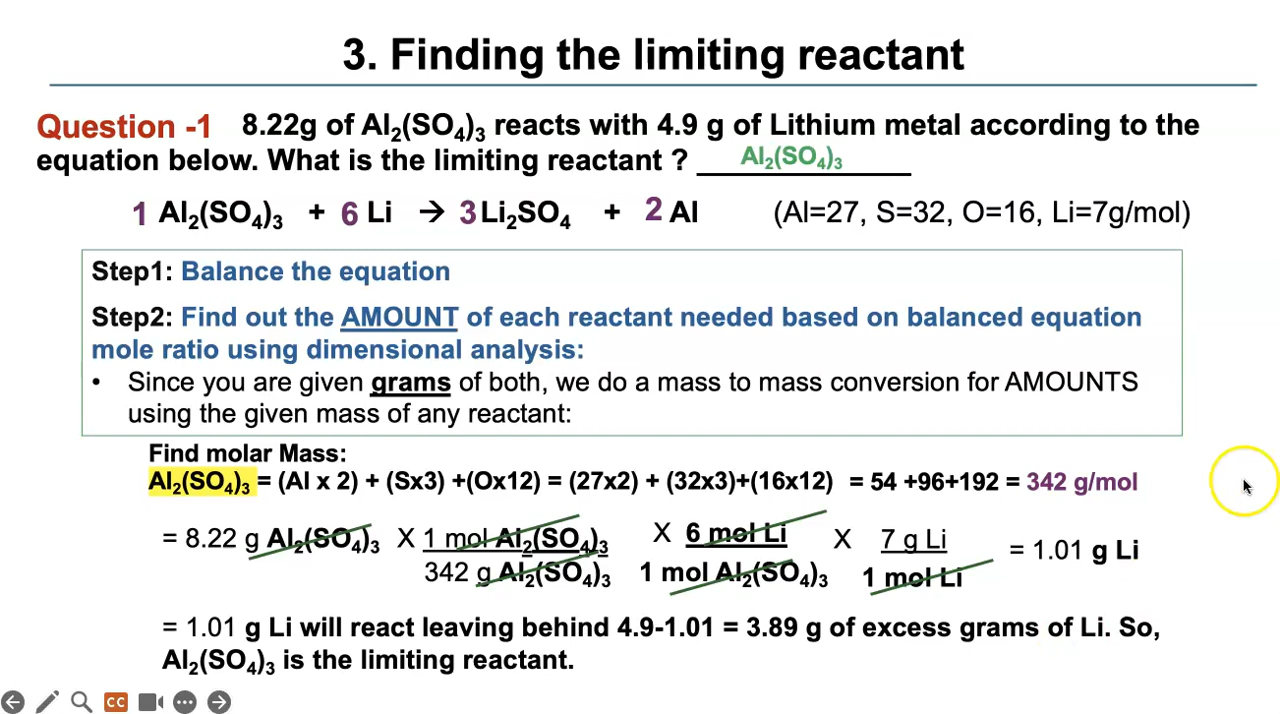 3. Finding the limiting reactant
Question -1 8.22g of Al₂(SO₄)₃ reacts with 4.9 g of Lithium metal according to the
equation below. What is the limiting reactant ? Al₂(SO₄)₃
1 Al₂(SO₄)₃ + 6 Li → 3 Li₂SO₄ + 2 Al (Al=27, S=32, O=16, Li=7g/mol)
Step1: Balance the equation
Step2: Find out the AMOUNT of each reactant needed based on balanced equation
mole ratio using dimensional analysis:
• Since you are given grams of both, we do a mass to mass conversion for AMOUNTS
using the given mass of any reactant:
Find molar Mass:
Al₂(SO₄)₃ = (Al x 2) + (Sx3) +(Ox12) = (27x2) + (32x3)+(16x12) = 54 +96+192 = 342 g/mol
= 8.22 g Al₂(SO₄)₃ X 1 mol Al₂(SO₄)₃ X 6 mol Li X 7 g Li = 1.01 g Li
342 g Al₂(SO₄)₃ 1 mol Al₂(SO₄)₃ 1 mol Li
= 1.01 g Li will react leaving behind 4.9-1.01 = 3.89 g of excess grams of Li. So,
Al₂(SO₄)₃ is the limiting reactant.
CC